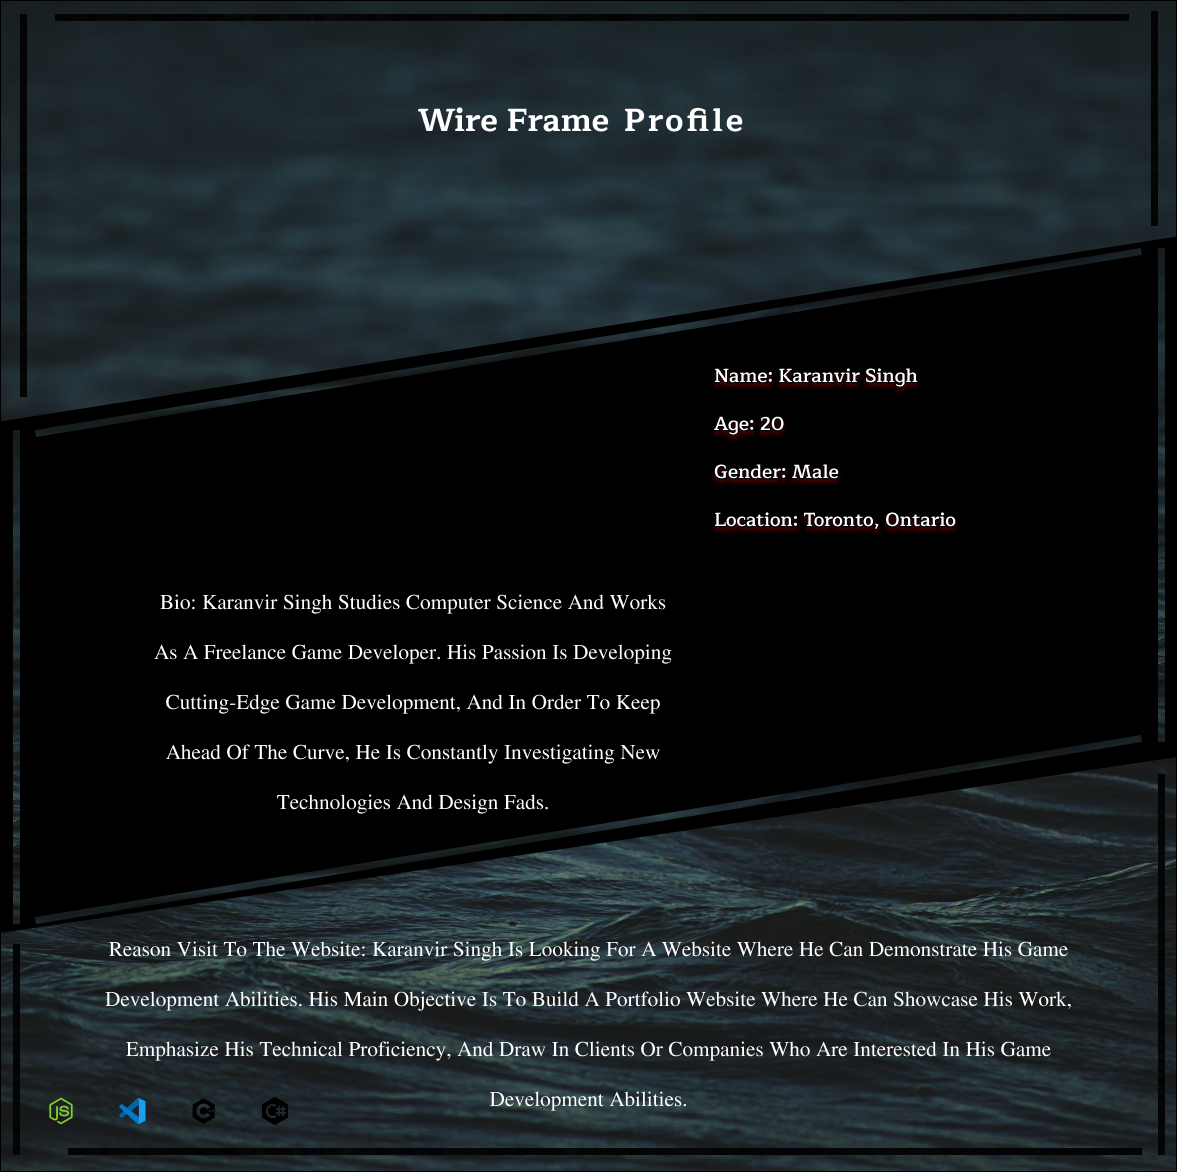 Wire Frame Profile
Name: Karanvir Singh
Age: 20
Gender: Male
Location: Toronto, Ontario
Bio: Karanvir Singh Studies Computer Science And Works
As A Freelance Game Developer. His Passion Is Developing
Cutting-Edge Game Development, And In Order To Keep
Ahead Of The Curve, He Is Constantly Investigating New
Technologies And Design Fads.
Reason Visit To The Website: Karanvir Singh Is Looking For A Website Where He Can Demonstrate His Game
Development Abilities. His Main Objective Is To Build A Portfolio Website Where He Can Showcase His Work,
Emphasize His Technical Proficiency, And Draw In Clients Or Companies Who Are Interested In His Game
Development Abilities.
JS
C
C#